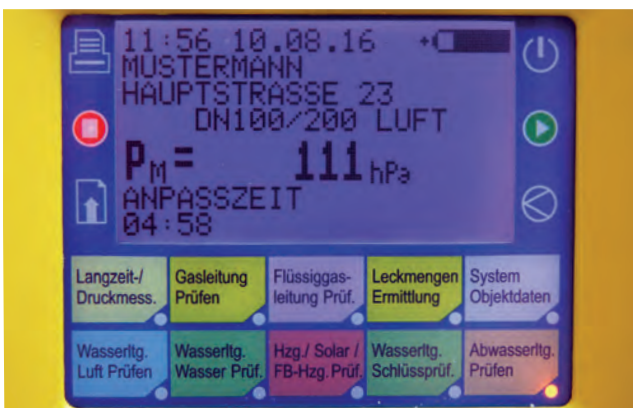 11:56 10.08.16
MUSTERMANN
HAUPTSTRASSE 23
DN100/200 LUFT
PM= 111 hPa
ANPASSZEIT
04:58
Langzeit-/
Druckmess.
Gasleitung
Prüfen
Flüssiggas-
leitung Prüf.
Leckmengen
Ermittlung
System
Objektdaten
Wasserltg.
Luft Prüfen
Wasserltg.
Wasser Prüf.
Hzg./ Solar /
FB-Hzg. Prüf.
Wasserltg.
Schlüssprüf.
Abwasserltg.
Prüfen